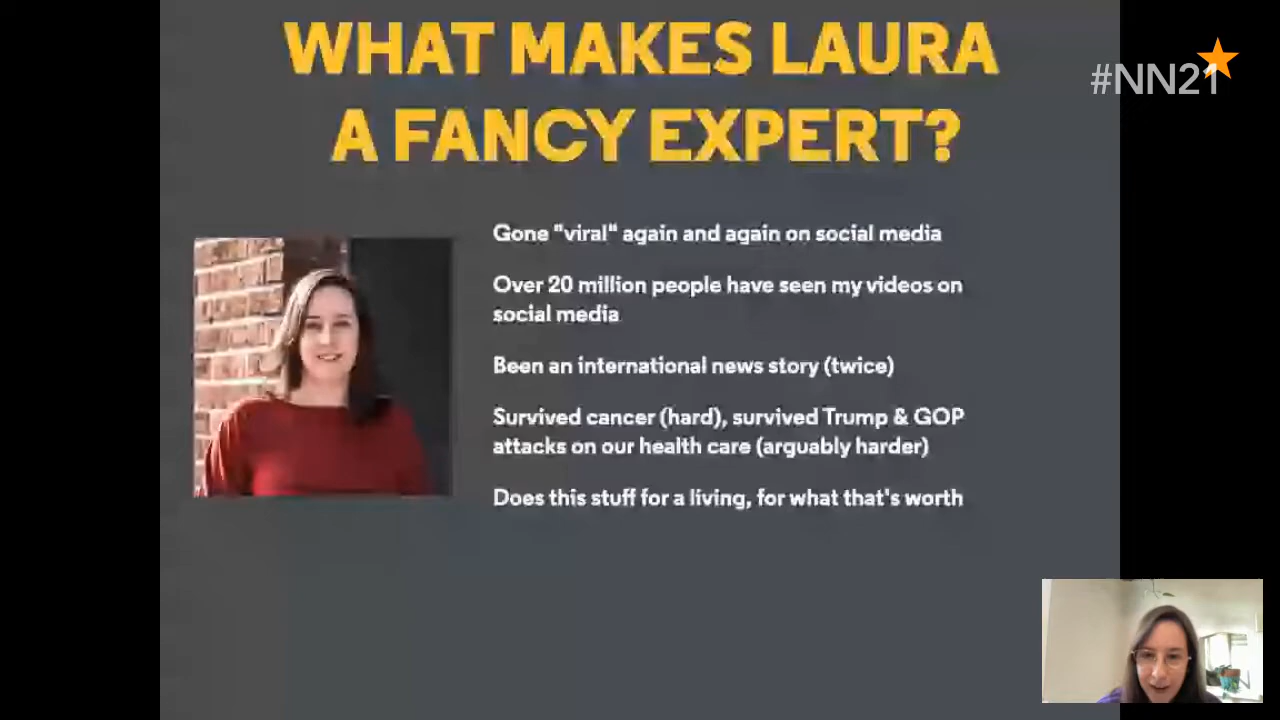 WHAT MAKES LAURA
#NN21
A FANCY EXPERT?
Gone "viral" again and again on social media
Over 20 million people have seen my videos on
social media
Been an international news story (twice)
Survived cancer (hard), survived Trump & GOP
attacks on our health care (arguably harder)
Does this stuff for a living, for what that's worth